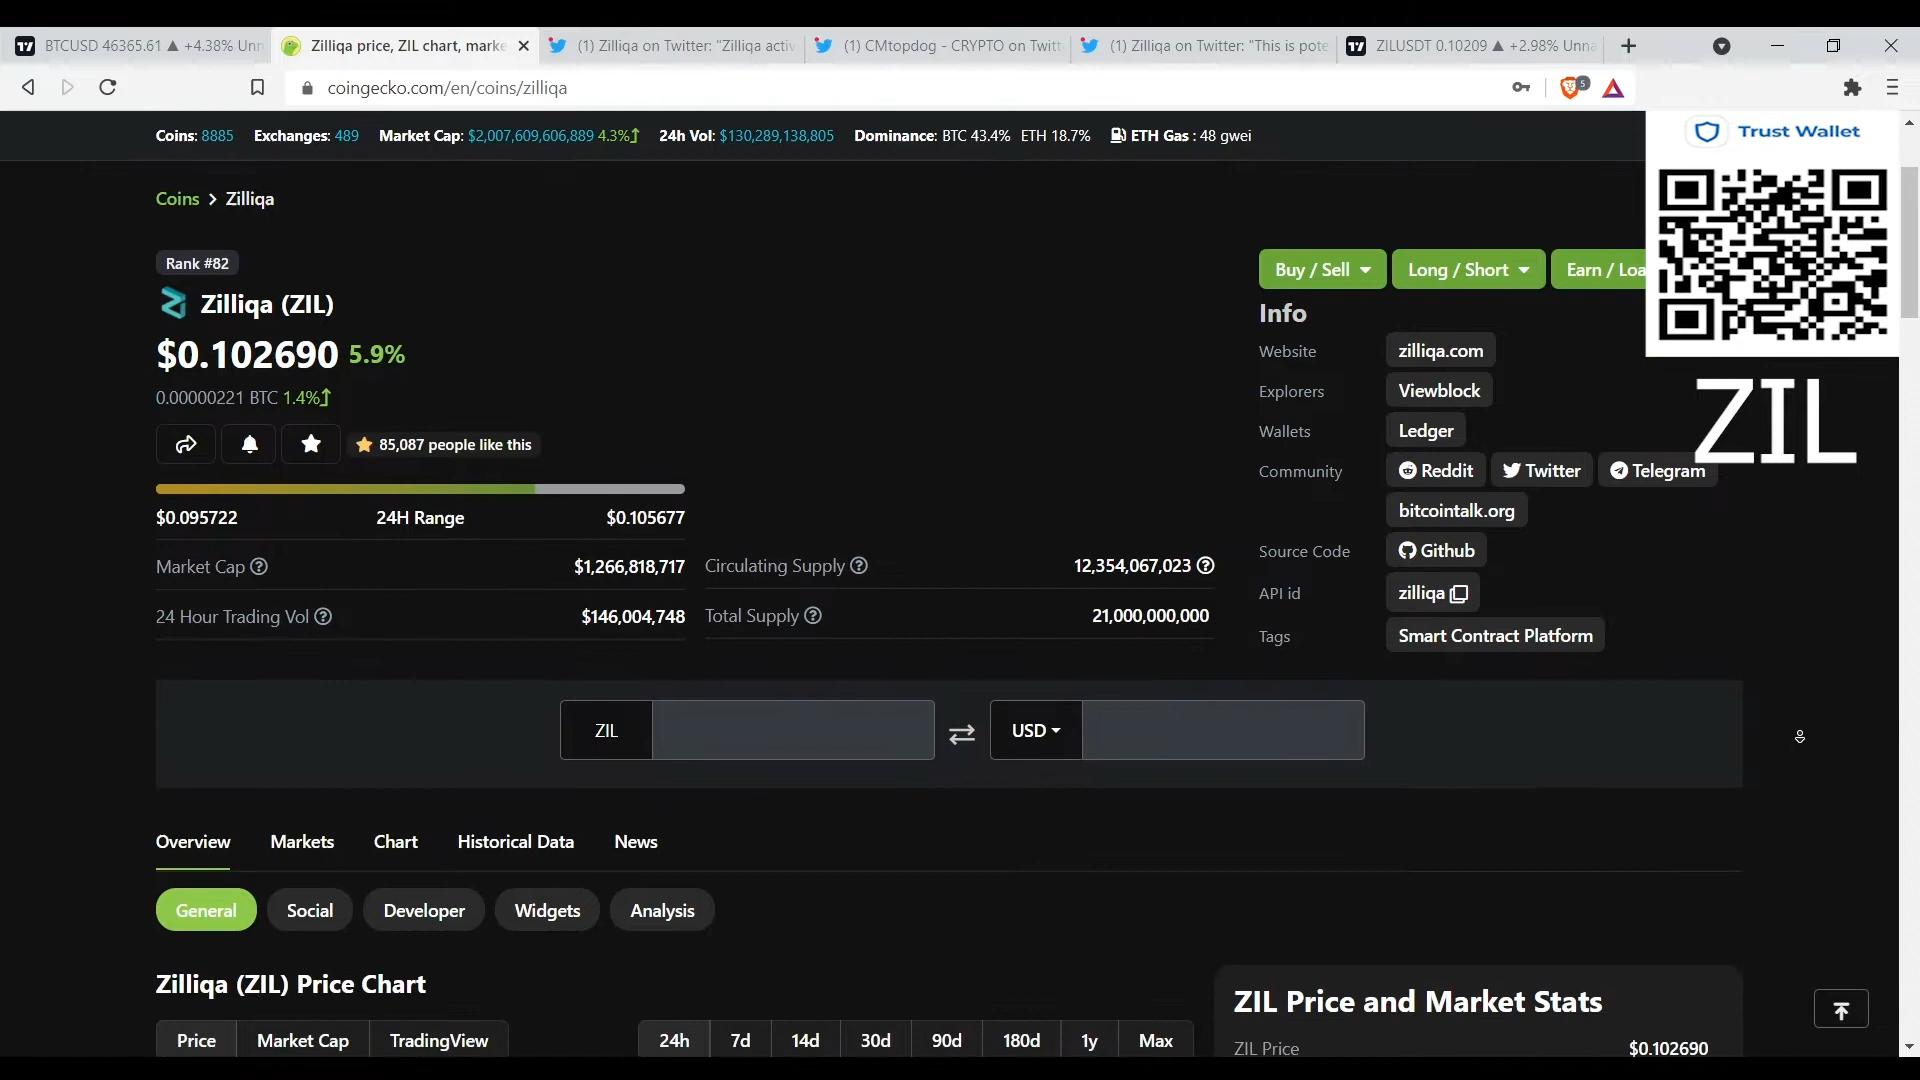 BTCUSD 46365.61 ▲ +4.38% Unn
Zilliqa price, ZIL chart, marke
(1) Zilliqa on Twitter: "Zilliqa activ
(1) CMtopdog - CRYPTO on Twitt
(1) Zilliqa on Twitter: "This is pote
ZILUSDT 0.10209 ▲ +2.98% Unna
coingecko.com/en/coins/zilliqa
5
Coins: 8885 Exchanges: 489 Market Cap: $2,007,609,606,889 4.3% 24h Vol: $130,289,138,805 Dominance: BTC 43.4% ETH 18.7% ETH Gas : 48 gwei
Trust Wallet
ZIL
Coins > Zilliqa
Rank #82
Zilliqa (ZIL)
$0.102690 5.9%
0.00000221 BTC 1.4%
85,087 people like this
$0.095722 24H Range $0.105677
Market Cap $1,266,818,717
24 Hour Trading Vol $146,004,748
Circulating Supply 12,354,067,023
Total Supply 21,000,000,000
Buy / Sell Long / Short Earn / Loa
Info
Website zilliqa.com
Explorers Viewblock
Wallets Ledger
Community Reddit Twitter Telegram
bitcointalk.org
Source Code Github
API id zilliqa
Tags Smart Contract Platform
ZIL USD
Overview Markets Chart Historical Data News
General Social Developer Widgets Analysis
Zilliqa (ZIL) Price Chart
Price Market Cap TradingView
24h 7d 14d 30d 90d 180d 1y Max
ZIL Price and Market Stats
ZIL Price $0.102690